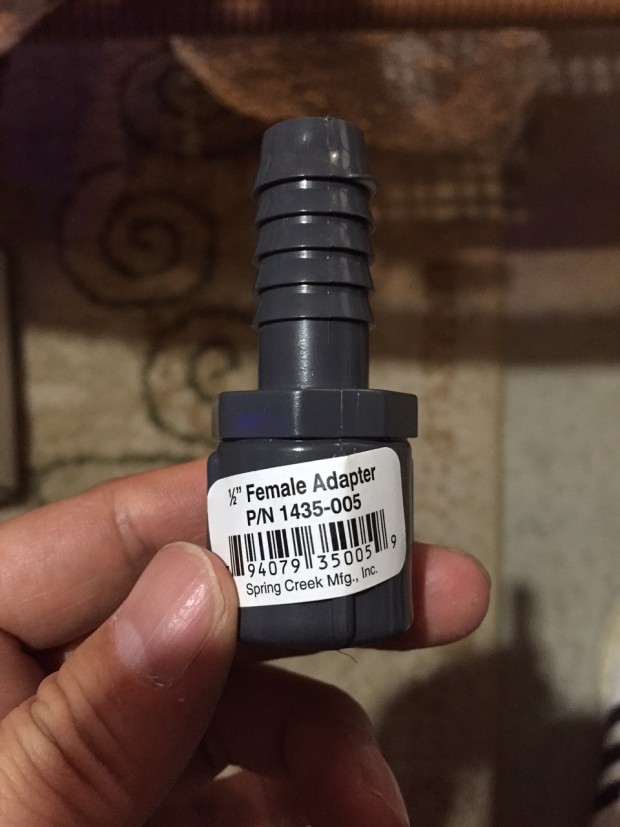 ½" Female Adapter
P/N 1435-005
94079 35005 9
Spring Creek Mfg., Inc.